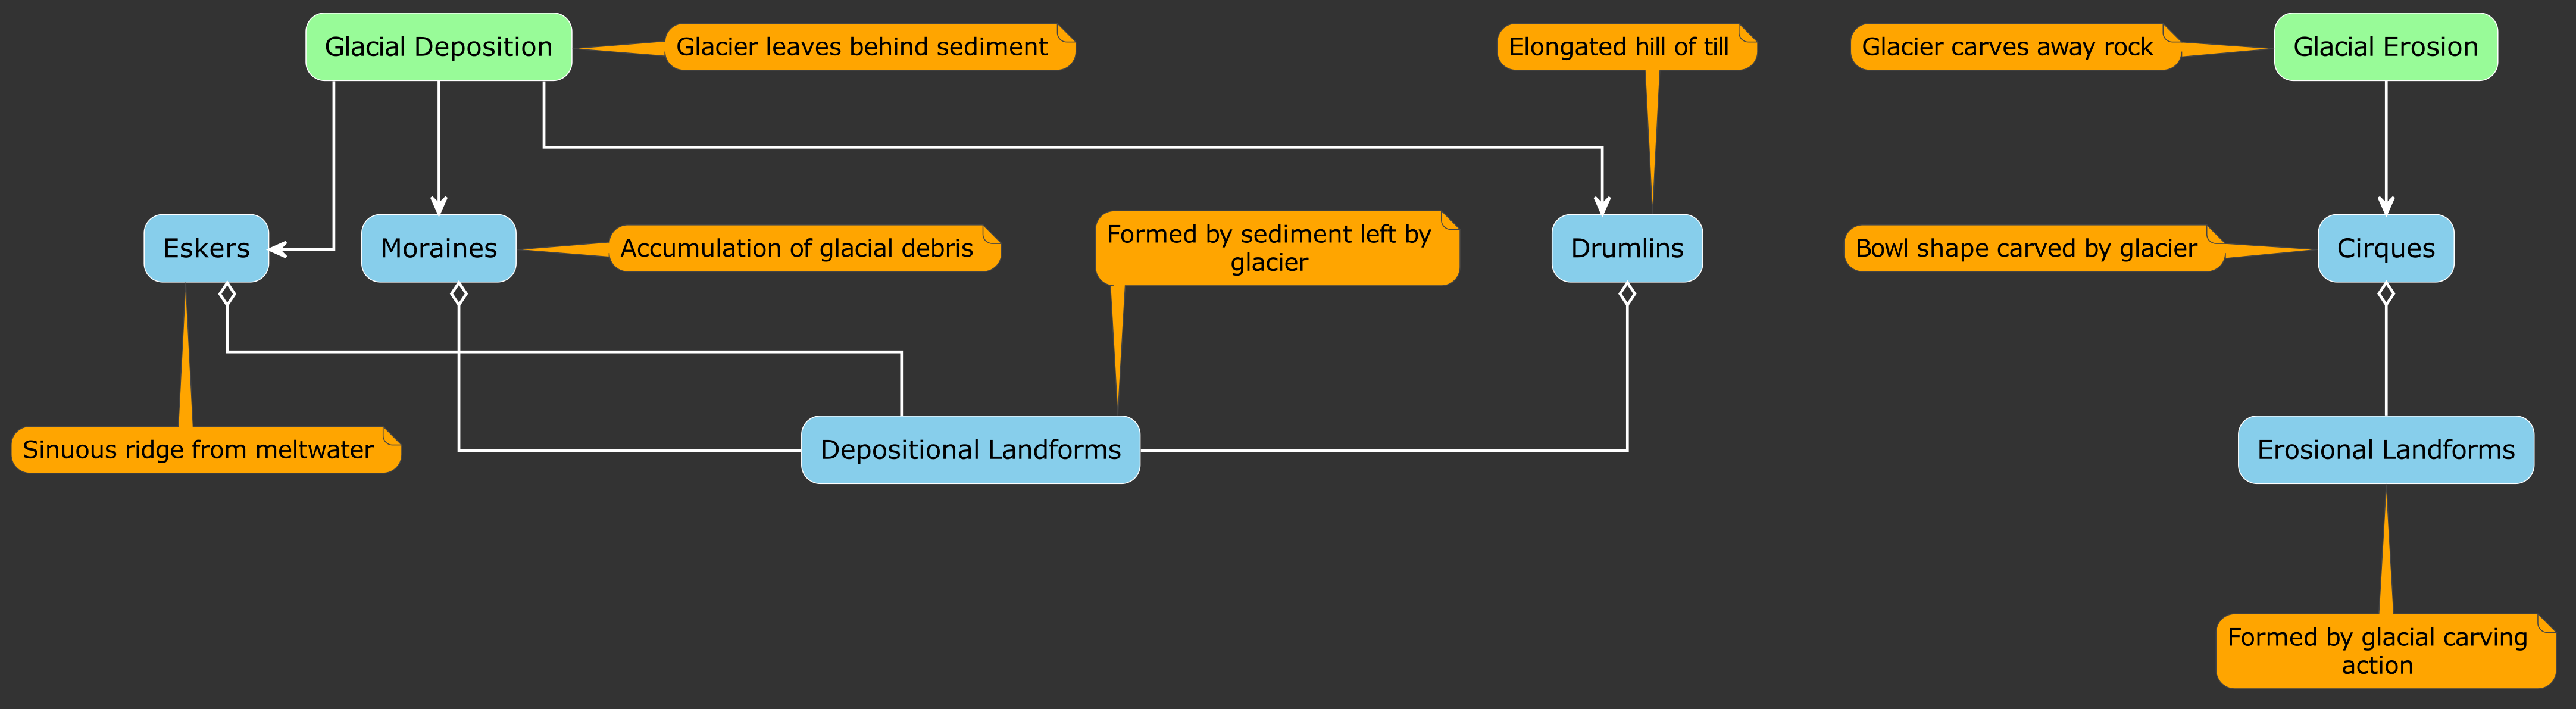 Glacial Deposition
Glacier leaves behind sediment
Elongated hill of till
Glacier carves away rock
Glacial Erosion
Eskers
Moraines
Accumulation of glacial debris
Formed by sediment left by
glacier
Drumlins
Bowl shape carved by glacier
Cirques
Sinuous ridge from meltwater
Depositional Landforms
Erosional Landforms
Formed by glacial carving
action